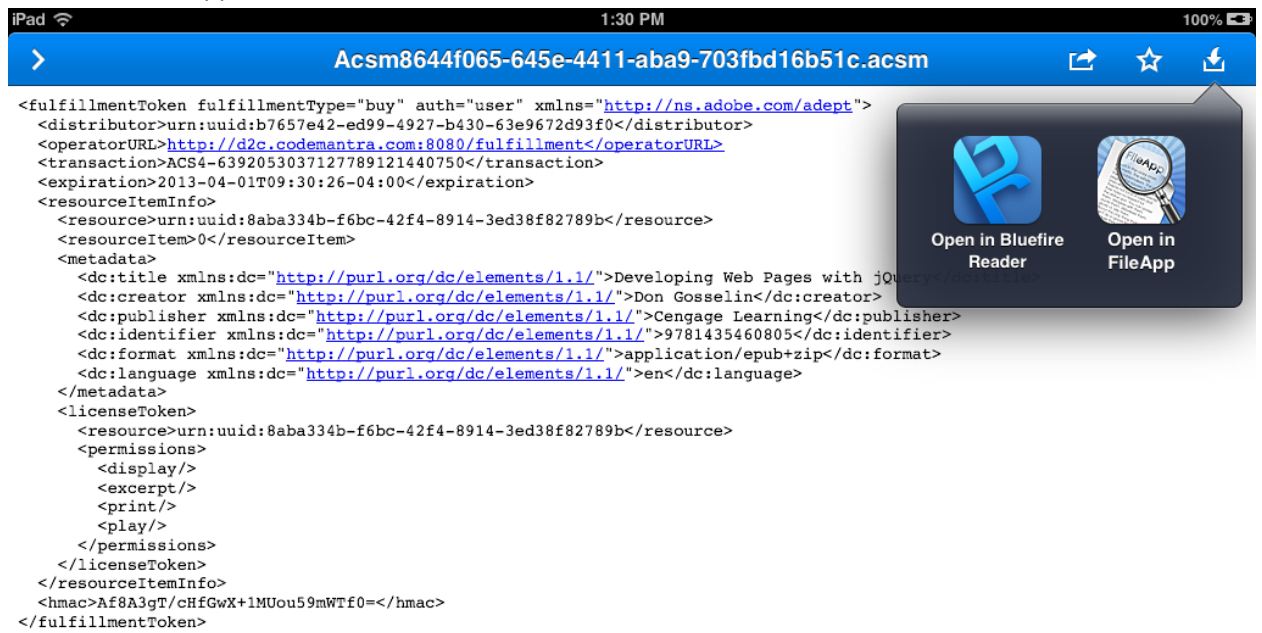 iPad 1:30 PM 100%
Acsm8644f065-645e-4411-aba9-703fbd16b51c.acsm
<fulfillmentToken fulfillmentType="buy" auth="user" xmlns="http://ns.adobe.com/adept">
<distributor>urn:uuid:b7657e42-ed99-4927-b430-63e9672d93f0</distributor>
<operatorURL>http://d2c.codemantra.com:8080/fulfillment</operatorURL>
<transaction>ACS4-6392053037127789121440750</transaction>
<expiration>2013-04-01T09:30:26-04:00</expiration>
<resourceItemInfo>
<resource>urn:uuid:8aba334b-f6bc-42f4-8914-3ed38f82789b</resource>
<resourceItem>0</resourceItem>
<metadata>
<dc:title xmlns:dc="http://purl.org/dc/elements/1.1/">Developing Web Pages with jQuery</dc:title>
<dc:creator xmlns:dc="http://purl.org/dc/elements/1.1/">Don Gosselin</dc:creator>
<dc:publisher xmlns:dc="http://purl.org/dc/elements/1.1/">Cengage Learning</dc:publisher>
<dc:identifier xmlns:dc="http://purl.org/dc/elements/1.1/">9781435460805</dc:identifier>
<dc:format xmlns:dc="http://purl.org/dc/elements/1.1/">application/epub+zip</dc:format>
<dc:language xmlns:dc="http://purl.org/dc/elements/1.1/">en</dc:language>
</metadata>
<licenseToken>
<resource>urn:uuid:8aba334b-f6bc-42f4-8914-3ed38f82789b</resource>
<permissions>
<display/>
<excerpt/>
<print/>
<play/>
</permissions>
</licenseToken>
</resourceItemInfo>
<hmac>Af8A3gT/cHfGwX+1MUou59mWTf0=</hmac>
</fulfillmentToken>
FileApp
Open in Bluefire
Reader
Open in
FileApp